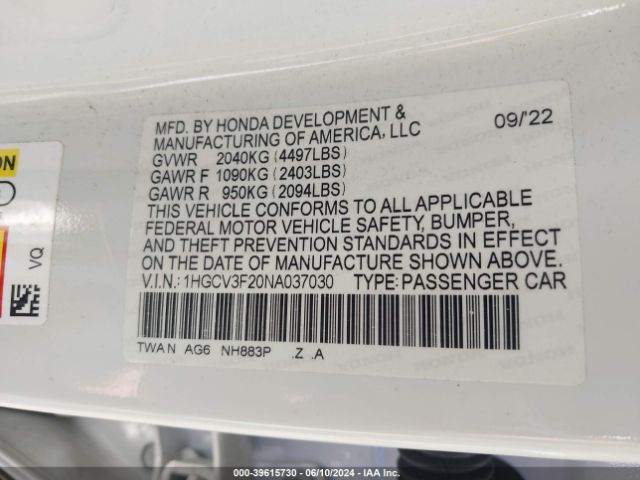 MFD. BY HONDA DEVELOPMENT &
MANUFACTURING OF AMERICA, LLC 09/'22
GVWR 2040KG (4497LBS)
GAWR F 1090KG (2403LBS)
GAWR R 950KG (2094LBS)
THIS VEHICLE CONFORMS TO ALL APPLICABLE
FEDERAL MOTOR VEHICLE SAFETY, BUMPER,
AND THEFT PREVENTION STANDARDS IN EFFECT
ON THE DATE OF MANUFACTURE SHOWN ABOVE.
V.I.N: 1HGCV3F20NA037030 TYPE: PASSENGER CAR
TWA N AG6 NH883P .Z .A
VQ
000-39615730 - 06/10/2024 - IAA Inc.